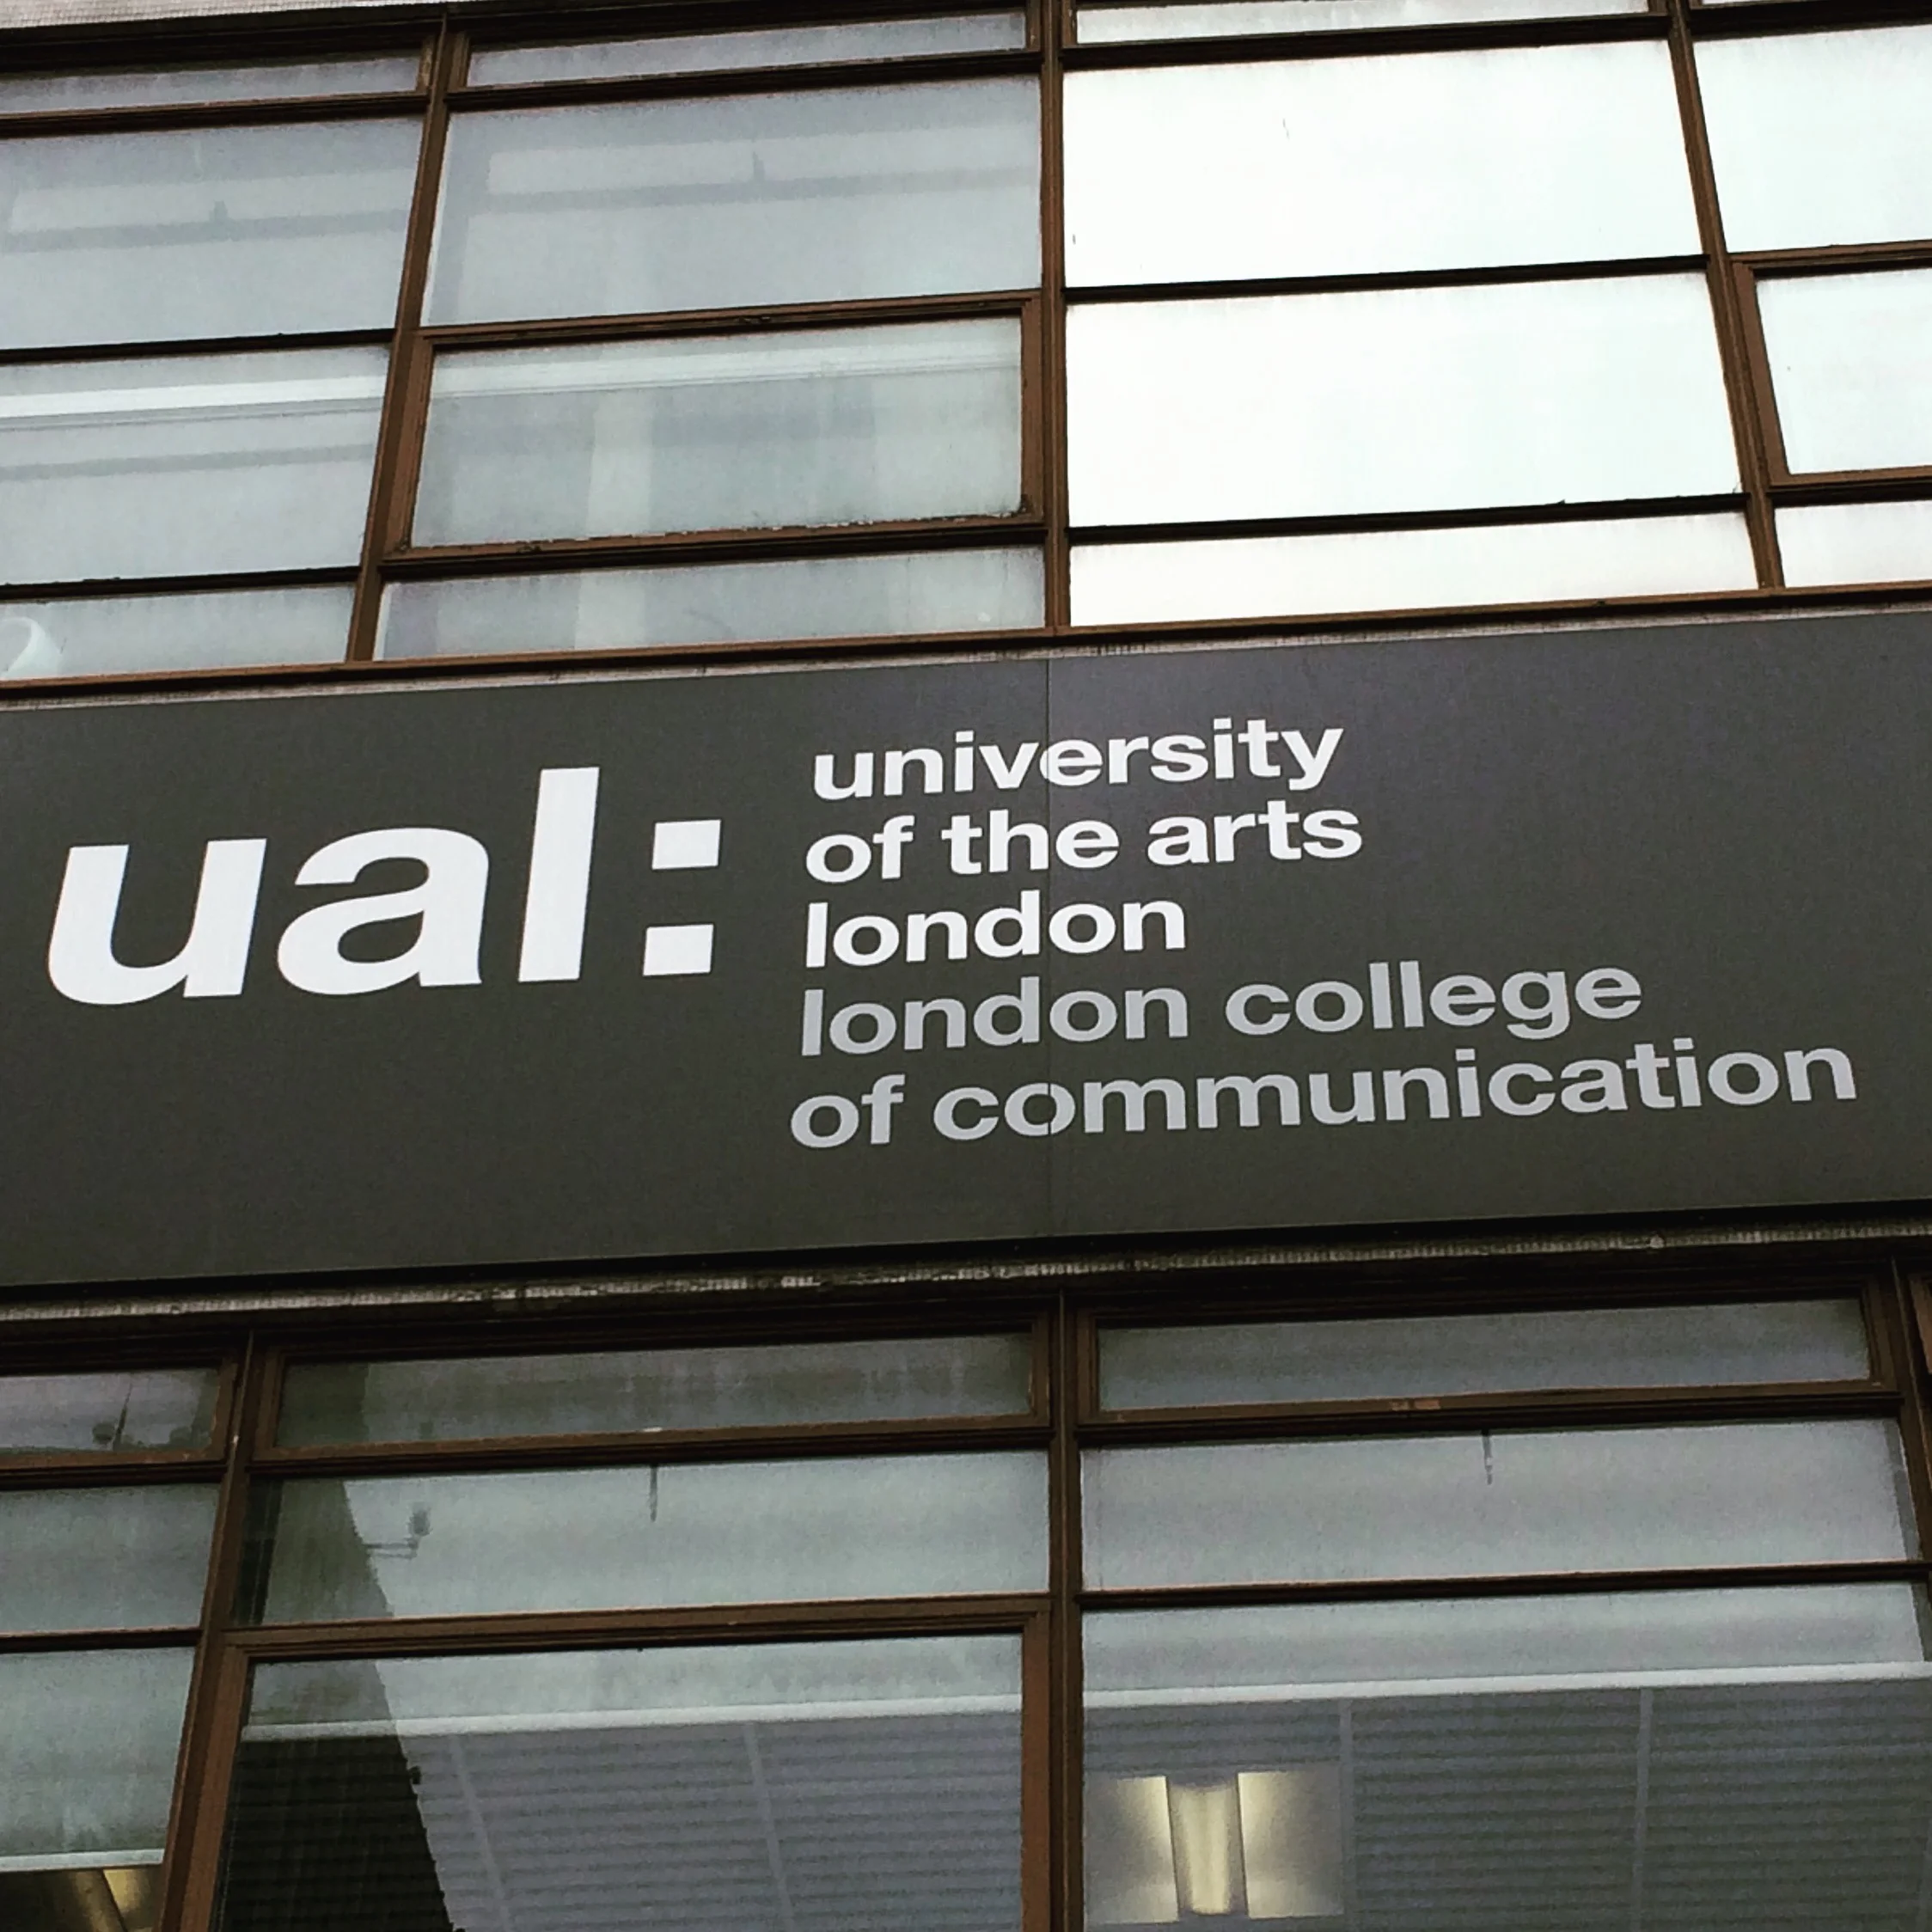 ual:
university
of the arts
london
london college
of communication